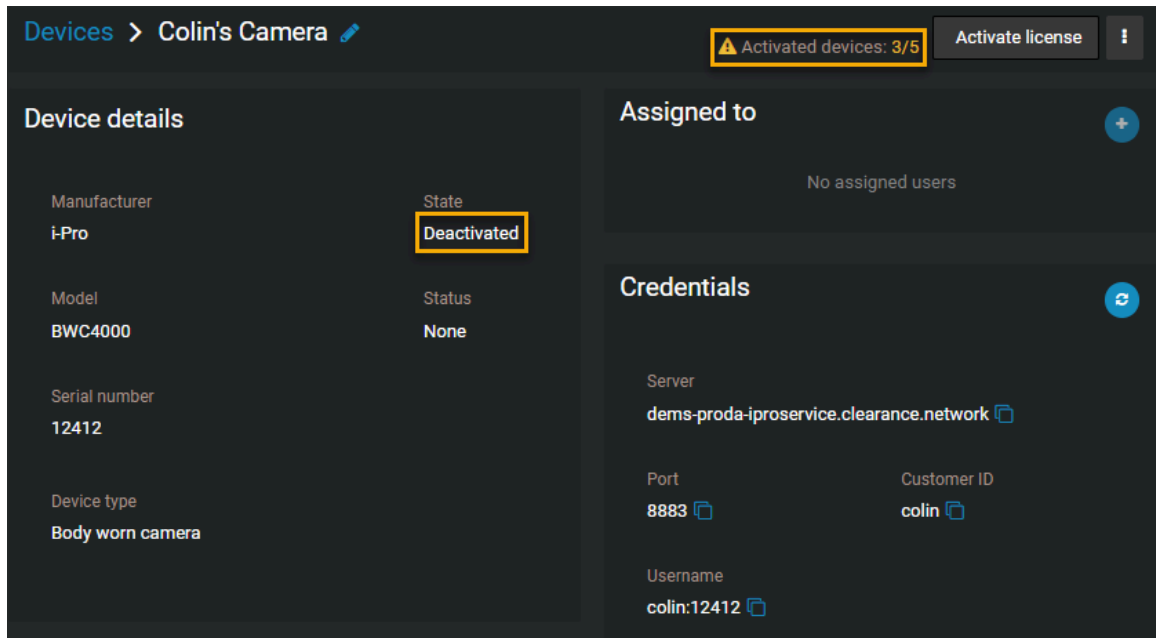 Devices > Colin's Camera
Activated devices: 3/5
Activate license
Device details
Manufacturer
State
i-Pro
Deactivated
Model
Status
BWC4000
None
Serial number
12412
Device type
Body worn camera
Assigned to
No assigned users
Credentials
Server
dems-proda-iproservice.clearance.network
Port
Customer ID
8883
colin
Username
colin:12412